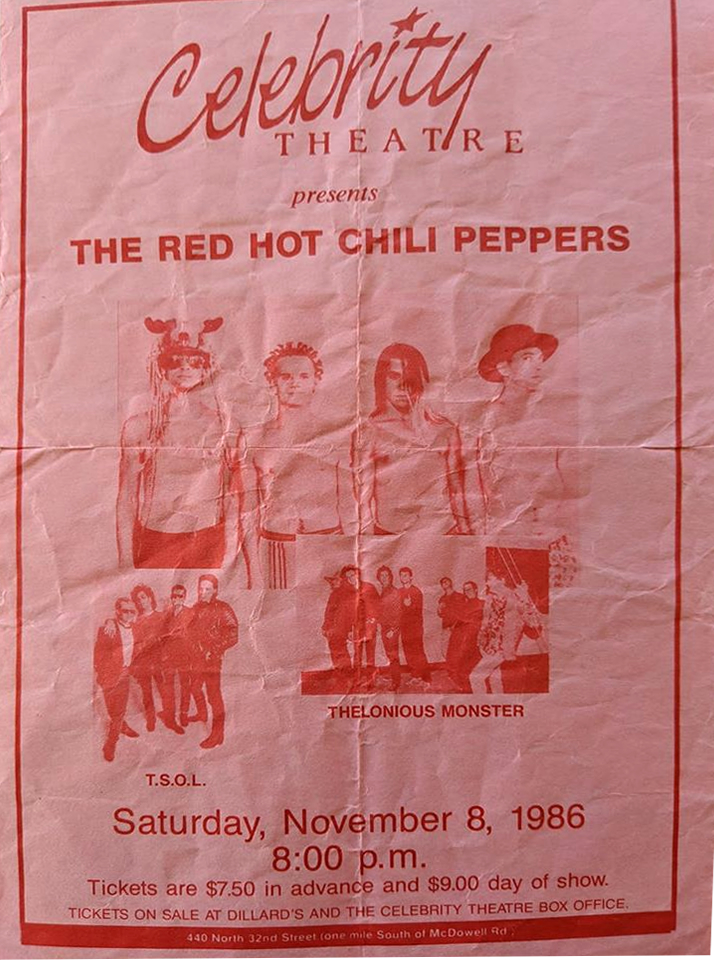 Celebrity
THEATRE
presents
THE RED HOT CHILI PEPPERS
THELONIOUS MONSTER
T.S.O.L.
Saturday, November 8, 1986
8:00 p.m.
Tickets are $7.50 in advance and $9.00 day of show.
TICKETS ON SALE AT DILLARD'S AND THE CELEBRITY THEATRE BOX OFFICE.
440 North 32nd Street (one mile South of McDowell Rd.)